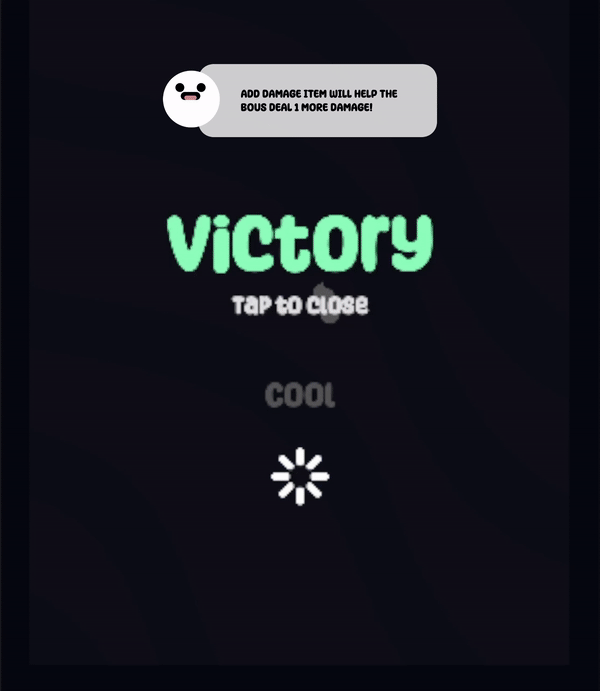 ADD DAMAGE ITEM WILL HELP THE
BOUS DEAL 1 MORE DAMAGE!
Victory
Tap to Close
Cool